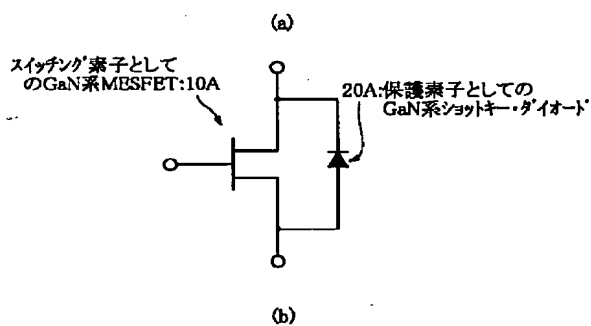 (a)
スイッチング素子として
のGaN系MESFET:10A
20A:保護素子としての
GaN系ショットキー・ダイオード
(b)